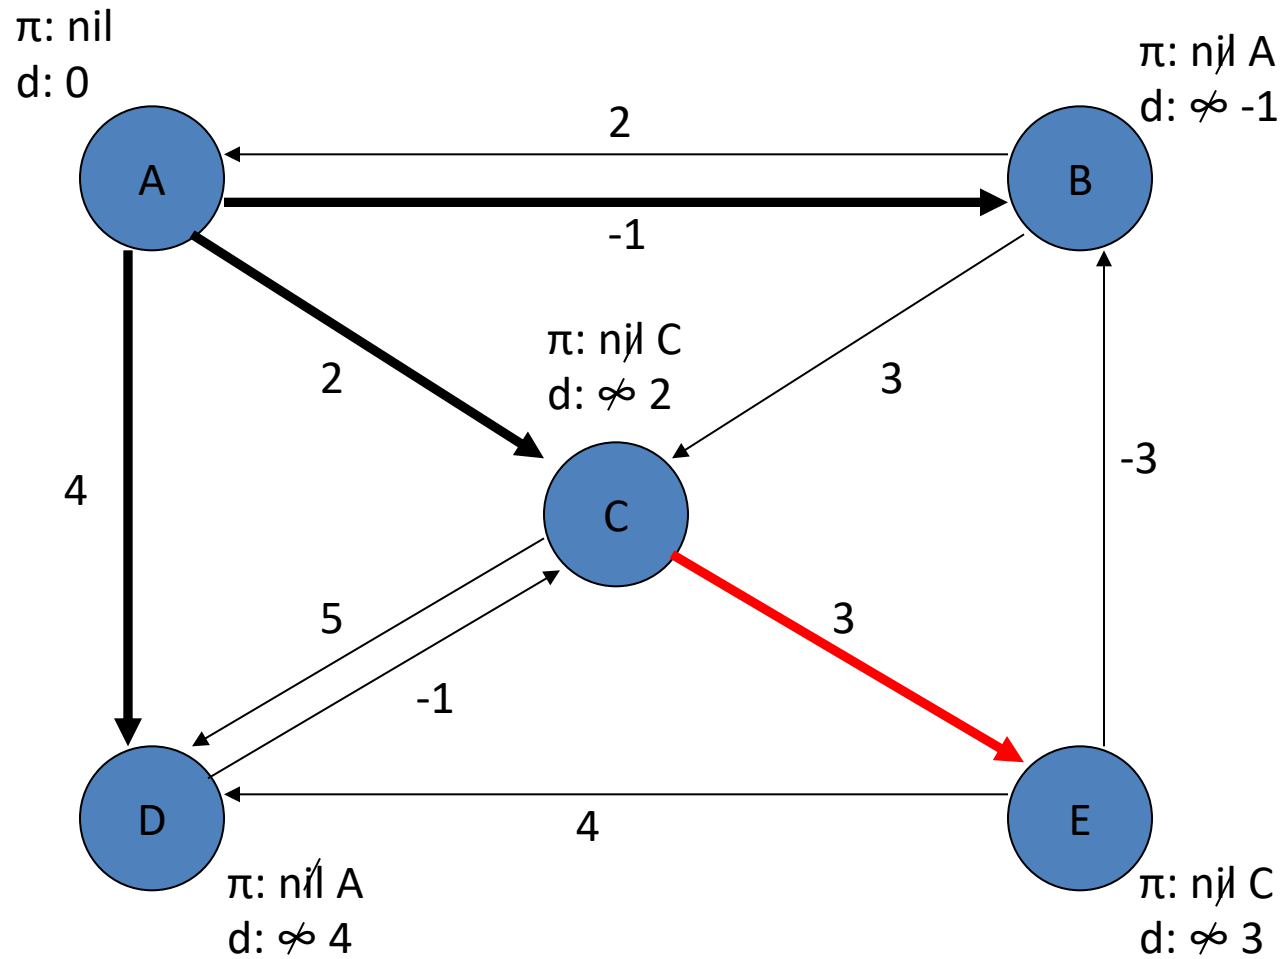 π: nil
d: 0
π: nil A
d: ∞ -1
2
A
B
-1
π: nil C
d: ∞ 2
2
3
-3
4
C
5
3
-1
D
4
E
π: nil A
d: ∞ 4
π: nil C
d: ∞ 3